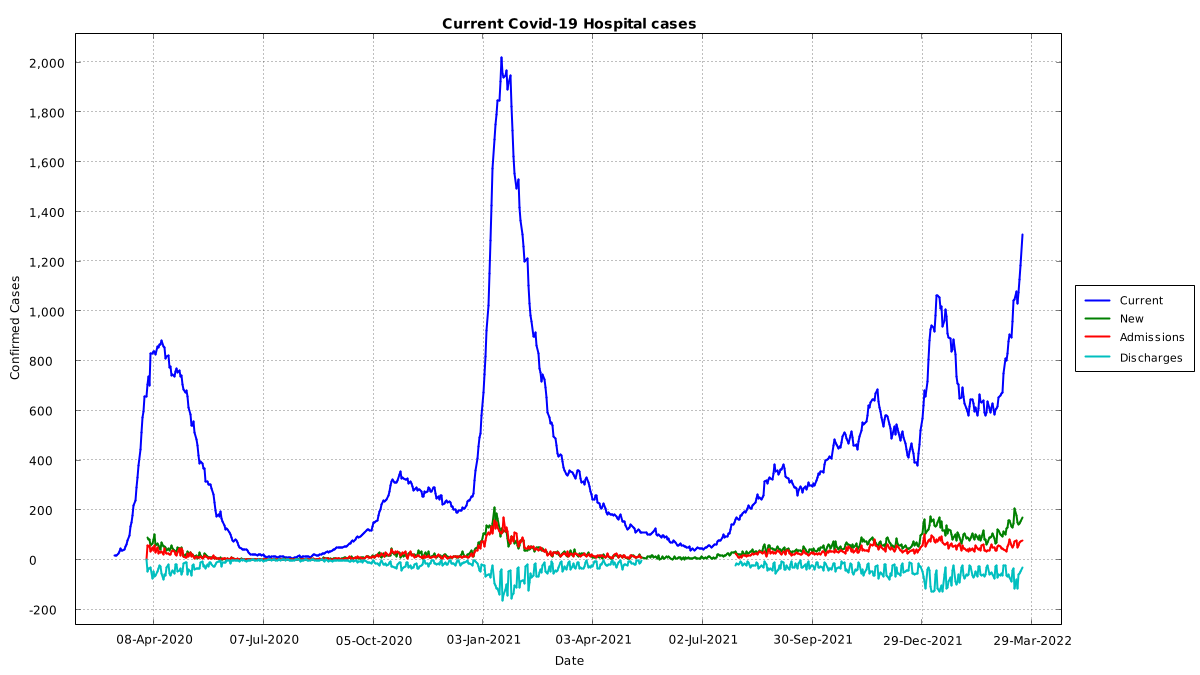 Current Covid-19 Hospital cases
2,000
1,800
1,600
1,400
1,200
1,000
800
600
400
200
0
-200
Confirmed Cases
08-Apr-2020 07-Jul-2020 05-Oct-2020 03-Jan-2021 03-Apr-2021 02-Jul-2021 30-Sep-2021 29-Dec-2021 29-Mar-2022
Date
Current
New
Admissions
Discharges